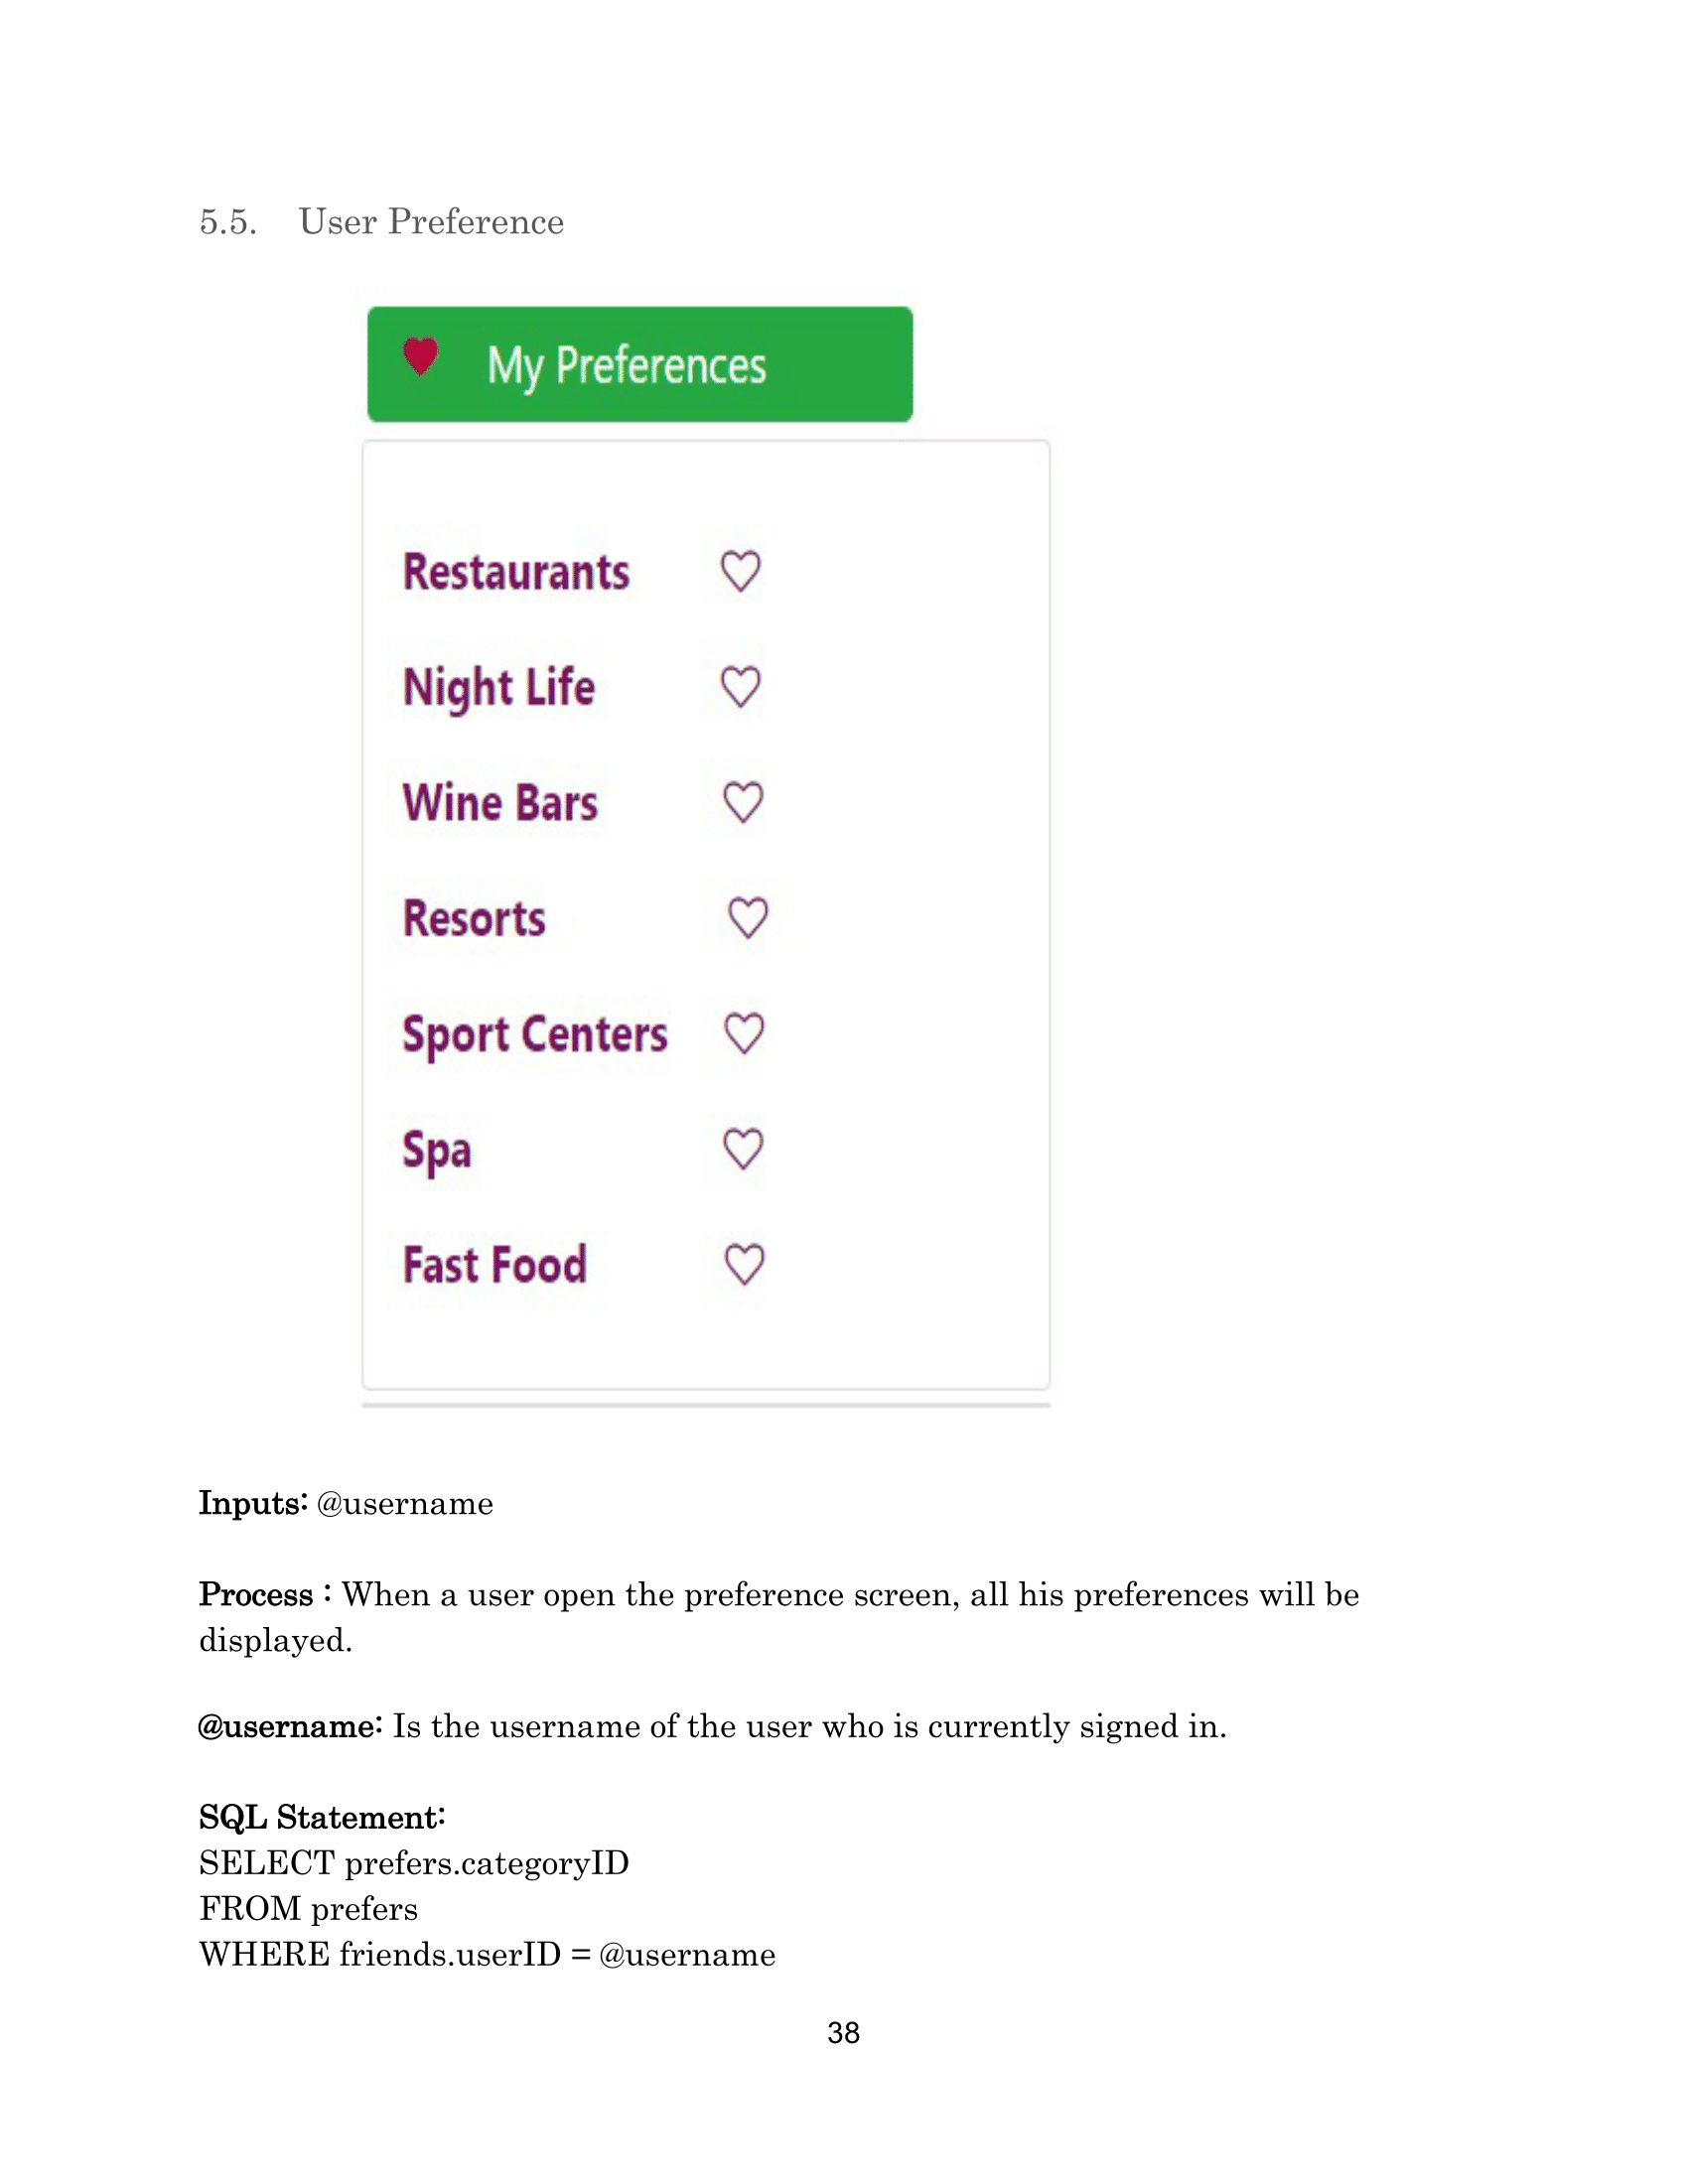 5.5. User Preference
My Preferences
Restaurants
Night Life
Wine Bars
Resorts
Sport Centers
Spa
Fast Food
Inputs: @username
Process : When a user open the preference screen, all his preferences will be
displayed.
@username: Is the username of the user who is currently signed in.
SQL Statement:
SELECT prefers.categoryID
FROM prefers
WHERE friends.userID = @username
38